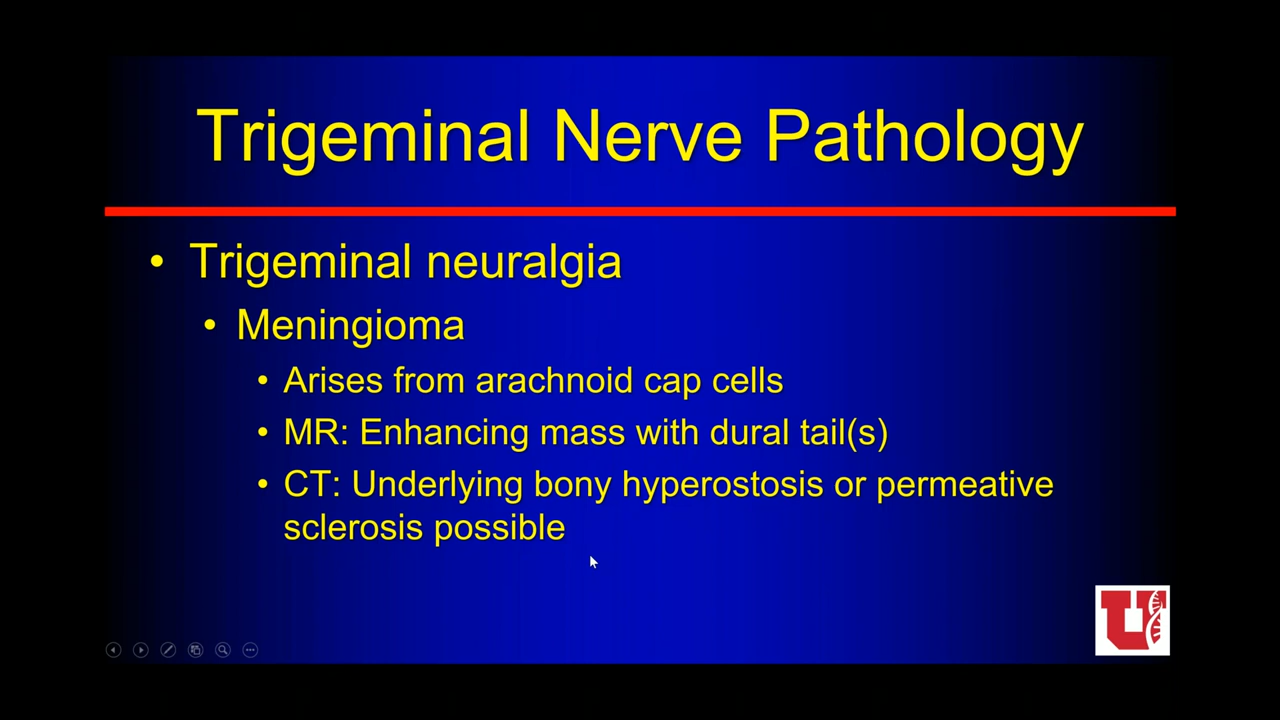 Trigeminal Nerve Pathology
• Trigeminal neuralgia
• Meningioma
• Arises from arachnoid cap cells
• MR: Enhancing mass with dural tail(s)
• CT: Underlying bony hyperostosis or permeative
sclerosis possible
U